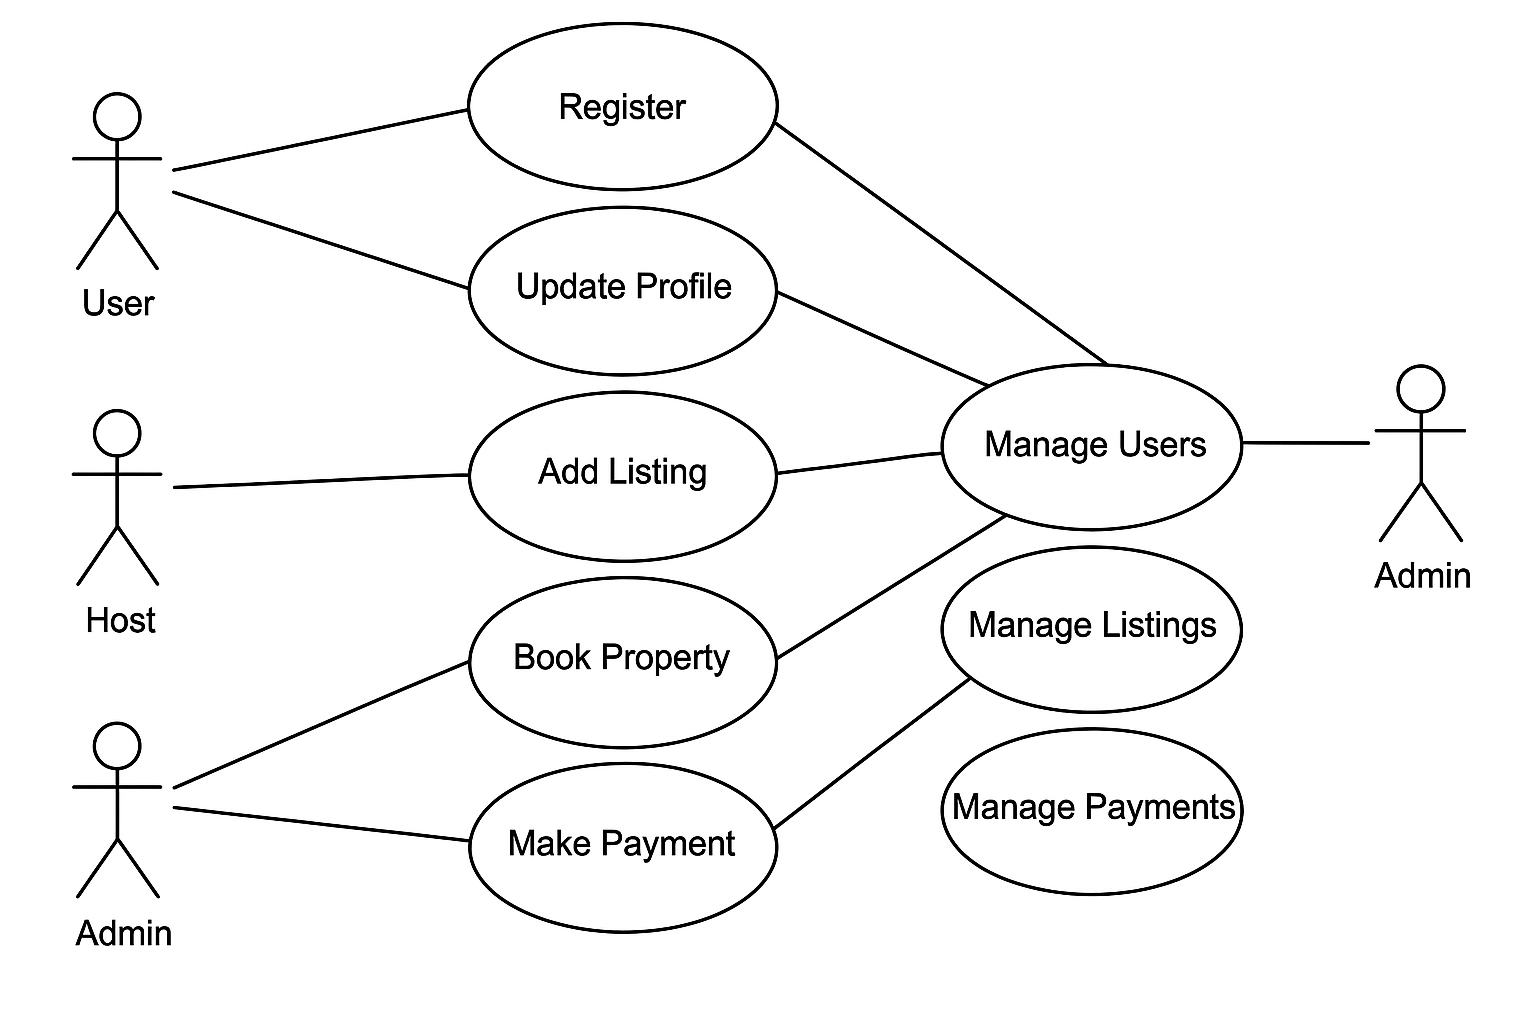 Register
User
Update Profile
Host
Add Listing
Manage Users
Admin
Book Property
Manage Listings
Admin
Make Payment
Manage Payments